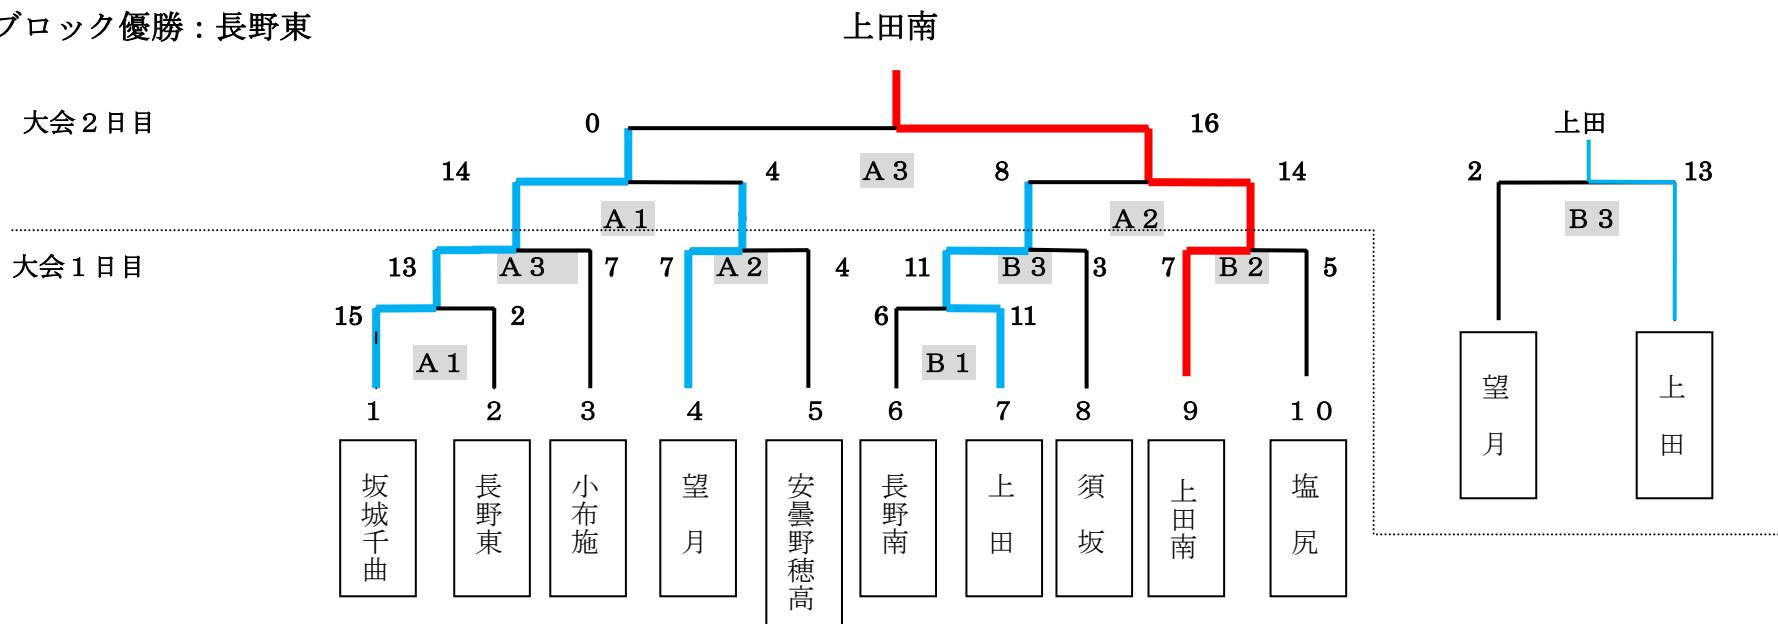 ブロック優勝：長野東
上田南
大会２日目
0
16
上田
14
4
Ａ３
8
14
2
13
Ａ１
Ａ２
Ｂ３
大会１日目
13
Ａ３
7
7
Ａ２
4
11
Ｂ３
3
7
Ｂ２
5
15
2
6
11
Ａ１
Ｂ１
1
2
3
4
5
6
7
8
9
１０
坂城千曲
長野東
小布施
望月
安曇野穂高
長野南
上田
須坂
上田南
塩尻
望月
上田